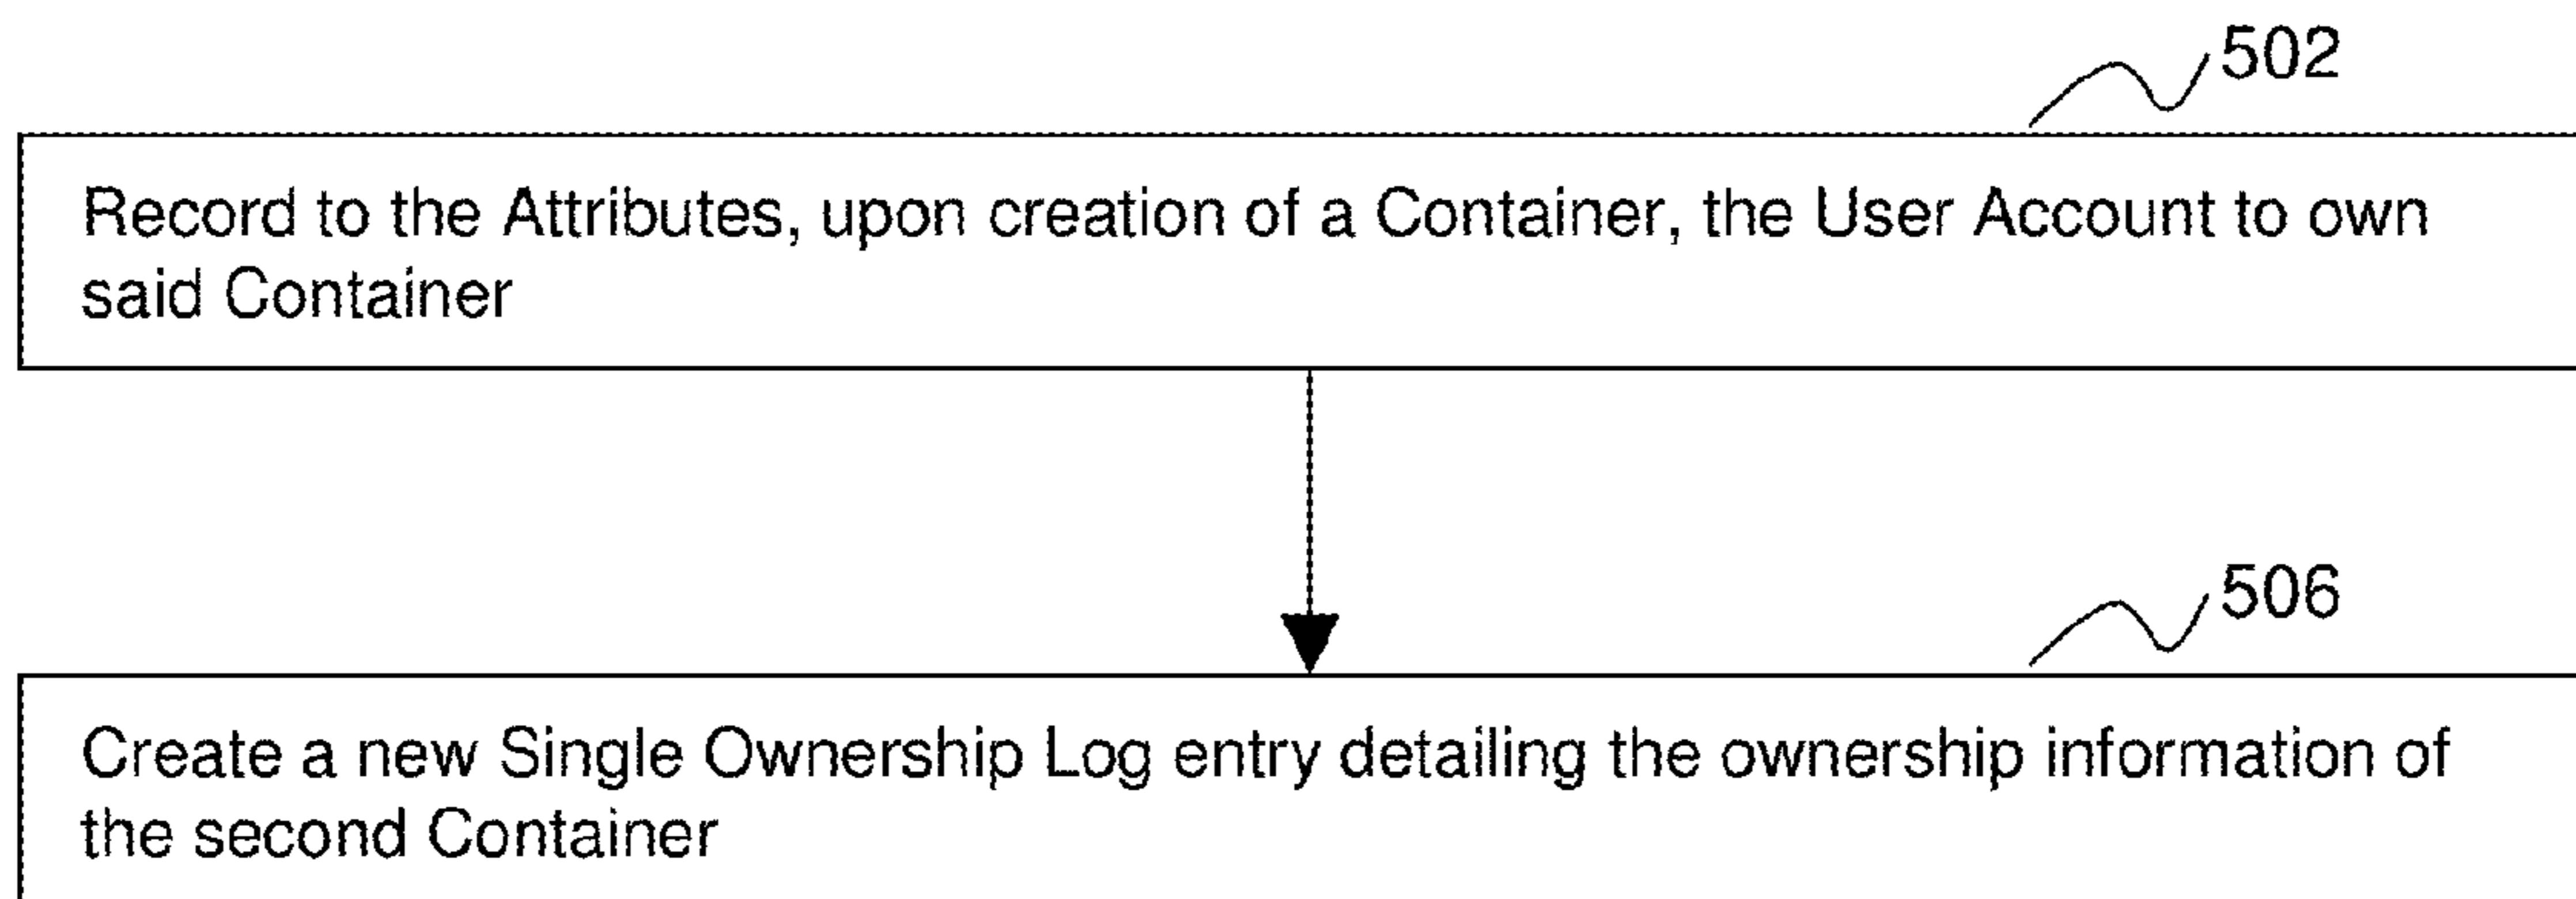 502
Record to the Attributes, upon creation of a Container, the User Account to own
said Container
506
Create a new Single Ownership Log entry detailing the ownership information of
the second Container